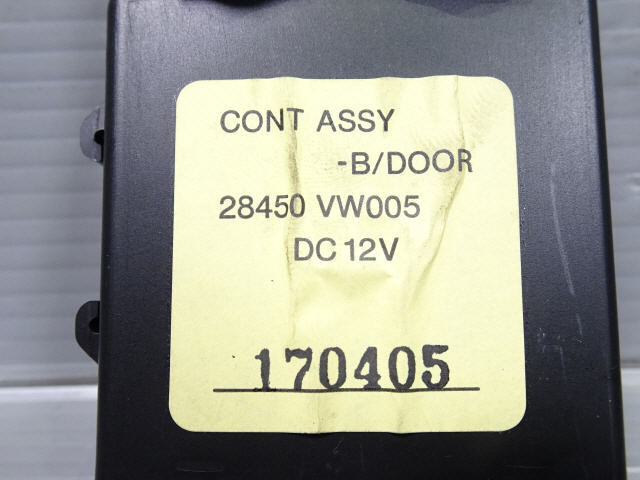 CONT ASSY
-B/DOOR
28450 VW005
DC 12V
170405